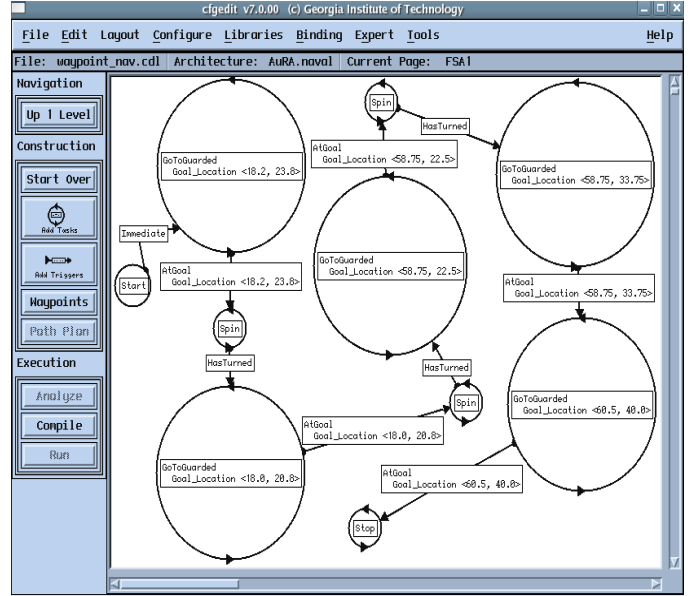 cfgedit v7.0.00 (c) Georgia Institute of Technology
File Edit Layout Configure Libraries Binding Expert Tools Help
File: waypoint_nav.cdl Architecture: AuRA.naval Current Page: FSA1
Navigation
Up 1 Level
Construction
Start Over
Add Tasks
Add Triggers
Waypoints
Path Plan
Execution
Analyze
Compile
Run
Start
Immediate
GoToGuarded
Goal_Location <18.2, 23.8>
AtGoal
Goal_Location <18.2, 23.8>
Spin
HasTurned
GoToGuarded
Goal_Location <18.0, 20.8>
AtGoal
Goal_Location <18.0, 20.8>
Spin
HasTurned
GoToGuarded
Goal_Location <58.75, 22.5>
AtGoal
Goal_Location <58.75, 22.5>
Spin
HasTurned
GoToGuarded
Goal_Location <58.75, 33.75>
AtGoal
Goal_Location <58.75, 33.75>
GoToGuarded
Goal_Location <60.5, 40.0>
AtGoal
Goal_Location <60.5, 40.0>
Stop